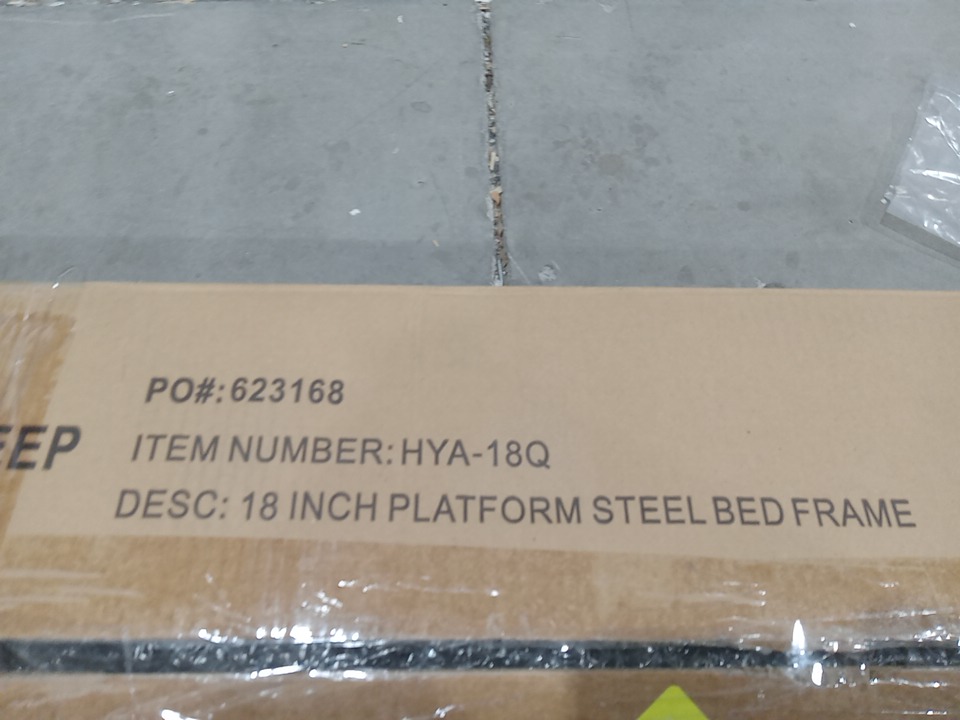 PO#:623168
EEP
ITEM NUMBER:HYA-18Q
DESC: 18 INCH PLATFORM STEEL BED FRAME